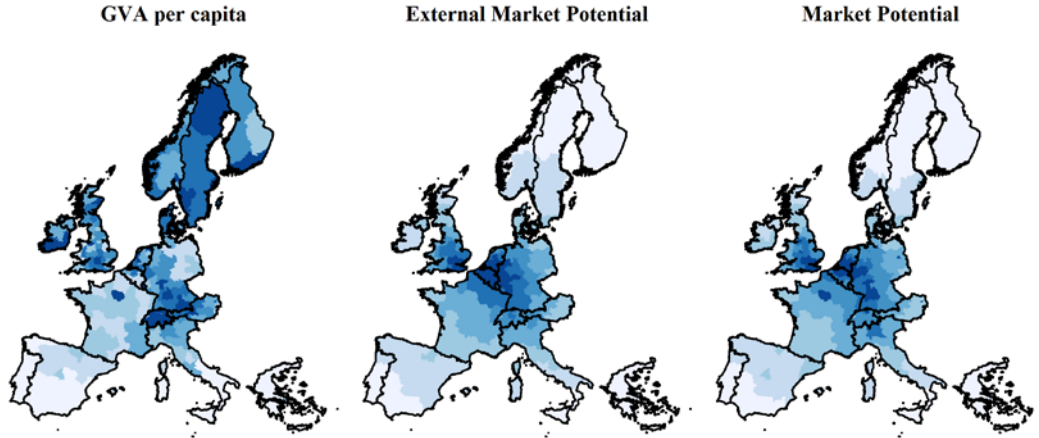 GVA per capita
External Market Potential
Market Potential